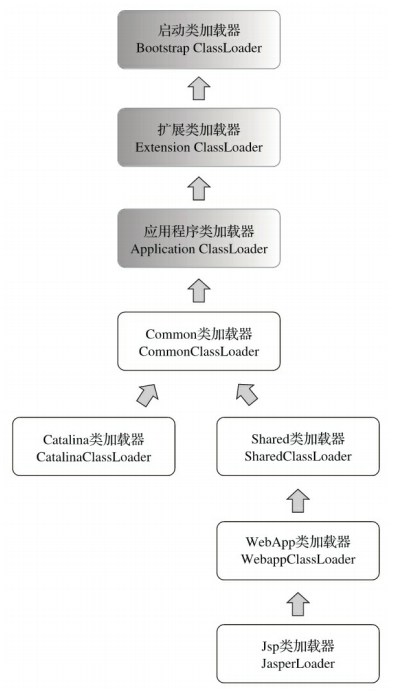 启动类加载器
Bootstrap ClassLoader
扩展类加载器
Extension ClassLoader
应用程序类加载器
Application ClassLoader
Common类加载器
CommonClassLoader
Catalina类加载器
CatalinaClassLoader
Shared类加载器
SharedClassLoader
WebApp类加载器
WebappClassLoader
Jsp类加载器
JasperLoader